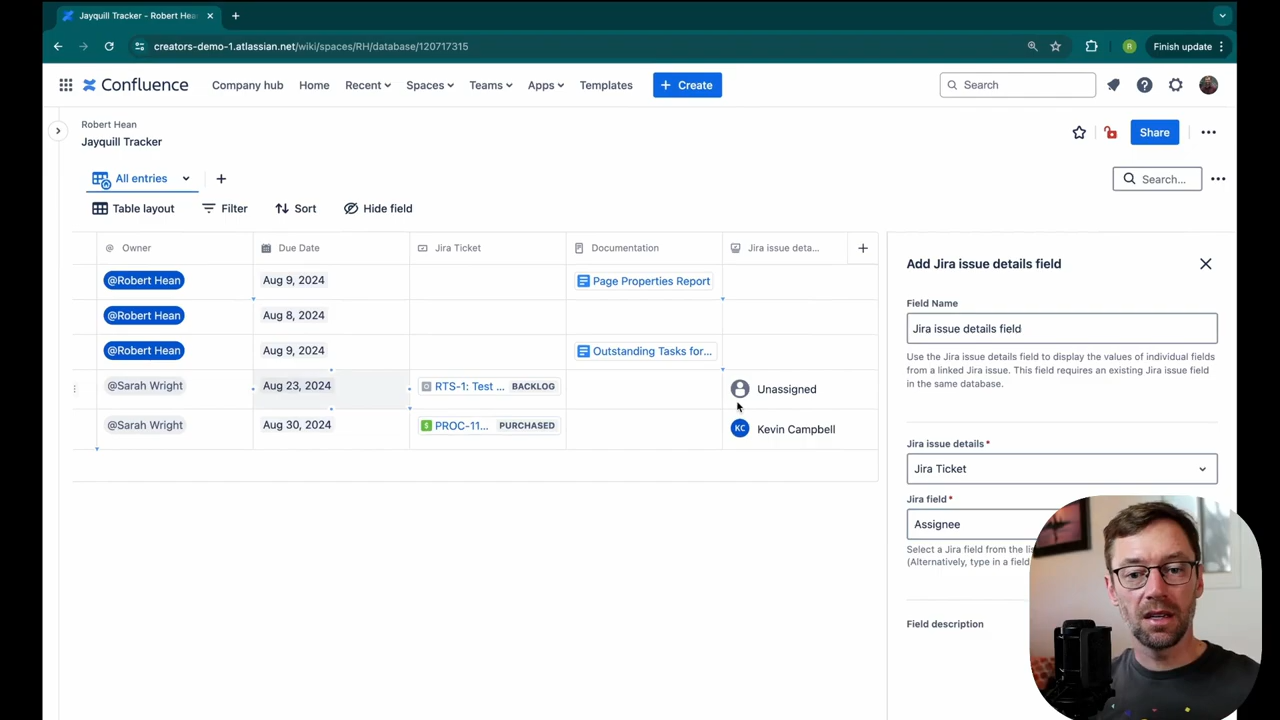 Jayquill Tracker - Robert Hea
creators-demo-1.atlassian.net/wiki/spaces/RH/database/120717315
R
Finish update
Confluence
Company hub
Home
Recent
Spaces
Teams
Apps
Templates
+ Create
Search
Robert Hean
Jayquill Tracker
Share
All entries
Search...
Table layout
Filter
Sort
Hide field
@ Owner
Due Date
Jira Ticket
Documentation
Jira issue deta...
@Robert Hean
Aug 9, 2024
Page Properties Report
@Robert Hean
Aug 8, 2024
@Robert Hean
Aug 9, 2024
Outstanding Tasks for...
@Sarah Wright
Aug 23, 2024
RTS-1: Test ... BACKLOG
Unassigned
@Sarah Wright
Aug 30, 2024
PROC-11... PURCHASED
KC Kevin Campbell
Add Jira issue details field
Field Name
Jira issue details field
Use the Jira issue details field to display the values of individual fields
from a linked Jira issue. This field requires an existing Jira issue field
in the same database.
Jira issue details *
Jira Ticket
Jira field *
Assignee
Select a Jira field from the
(Alternatively, type in a field
Field description